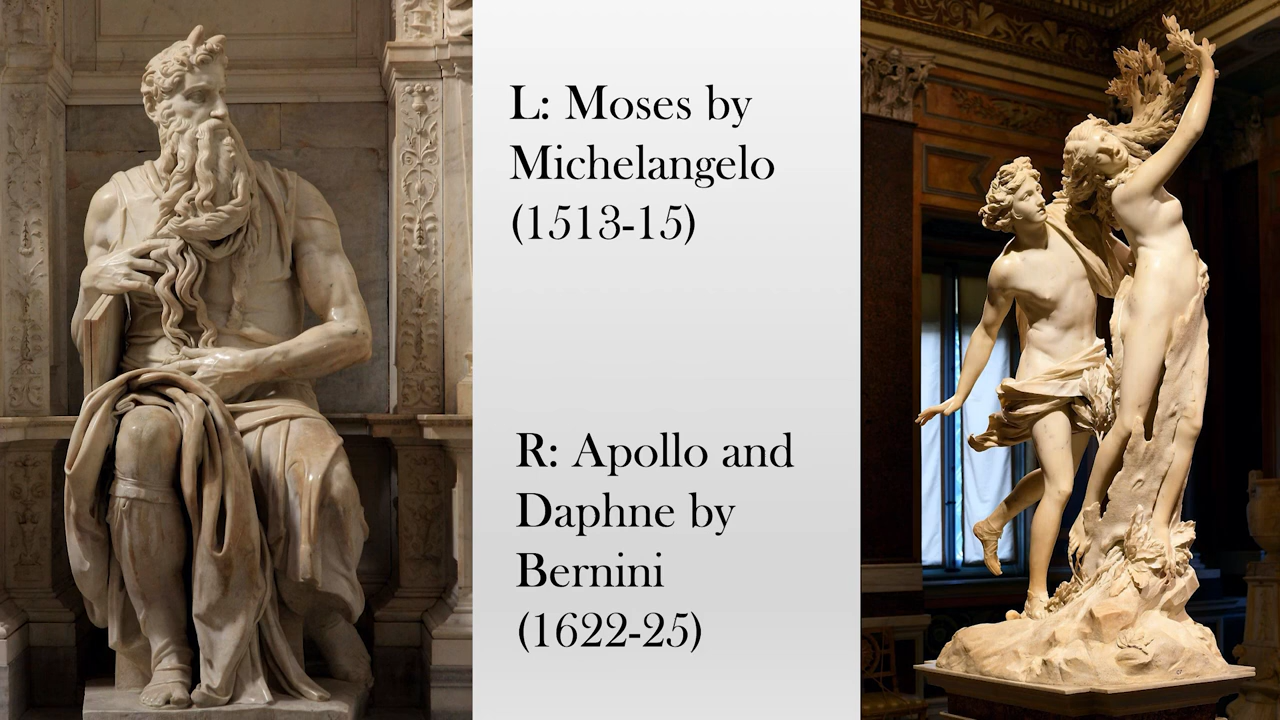 L: Moses by
Michelangelo
(1513-15)
R: Apollo and
Daphne by
Bernini
(1622-25)